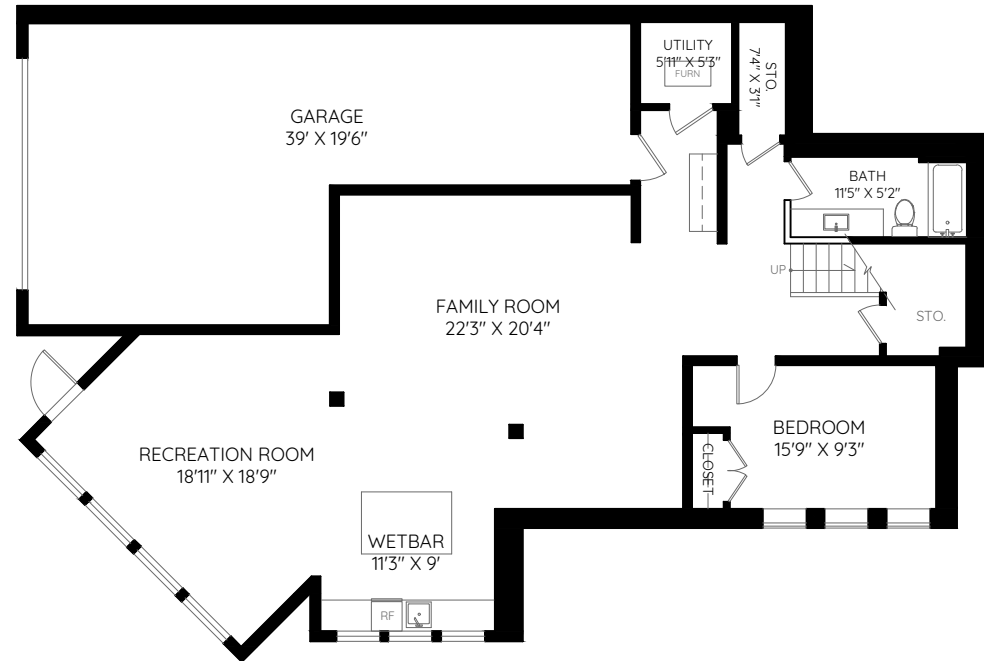 UTILITY
5'11" X 5'3"
FURN
STO.
7'4" X 3'1"
GARAGE
39' X 19'6"
BATH
11'5" X 5'2"
UP
STO.
FAMILY ROOM
22'3" X 20'4"
BEDROOM
15'9" X 9'3"
CLOSET
RECREATION ROOM
18'11" X 18'9"
WETBAR
11'3" X 9'
RF